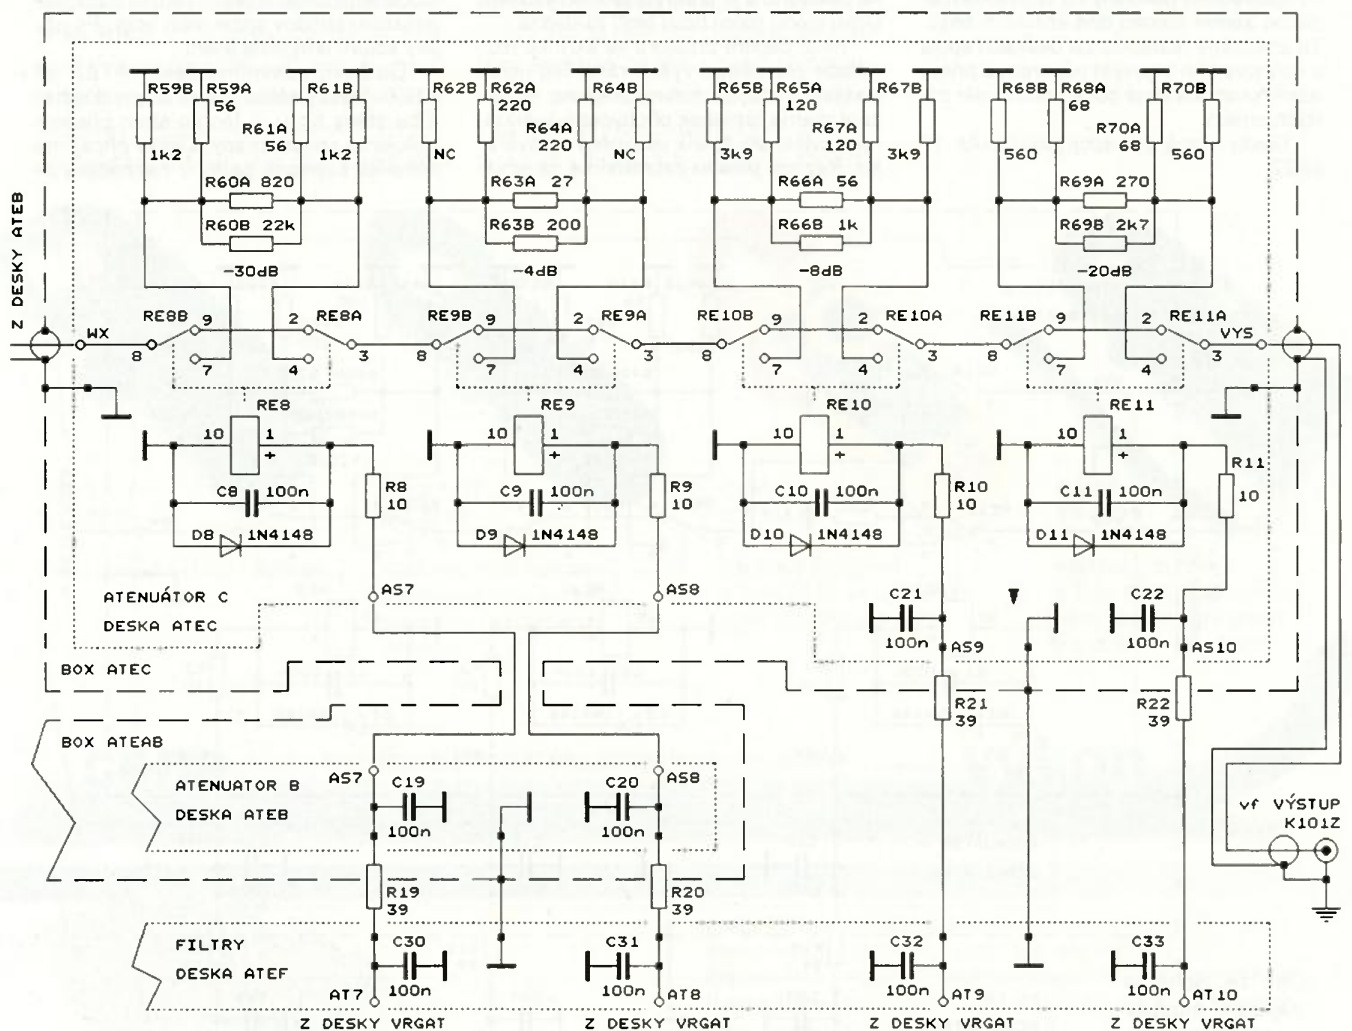 R59B R59A R61B R62B R62A R64B R65B R65A R67B R68B R68A R70B
56 220 120 68
R61A R64A R67A R70A
56 220 120 68
1k2 1k2 NC NC 3k9 3k9 560 560
R60A 820 R63A 27 R66A 56 R69A 270
R60B 22k R63B 200 R66B 1k R69B 2k7
-30dB -4dB -8dB -20dB
Z DESKY ATEB
WX RE8B 9 2 RE8A RE9B 9 2 RE9A RE10B 9 2 RE10A RE11B 9 2 RE11A VYS
8 7 4 3 8 7 4 3 8 7 4 3 8 7 4 3
RE8 RE9 RE10 RE11
10 1 10 1 10 1 10 1
+ + + +
C8 100n R8 10 C9 100n R9 10 C10 100n R10 10 C11 100n R11 10
D8 1N4148 D9 1N4148 D10 1N4148 D11 1N4148
AS7 AS8
ATENUÁTOR C
DESKA ATEC
C21 C22
100n 100n
AS9 AS10
BOX ATEC
R21 R22
39 39
BOX ATEAB
AS7 AS8
ATENUATOR B
DESKA ATEB
C19 C20
100n 100n
vf VÝSTUP
K101Z
R19 R20
39 39
FILTRY
DESKA ATEF
C30 C31 C32 C33
100n 100n 100n 100n
AT7 AT8 AT9 AT10
Z DESKY VRGAT Z DESKY VRGAT Z DESKY VRGAT Z DESKY VRGAT